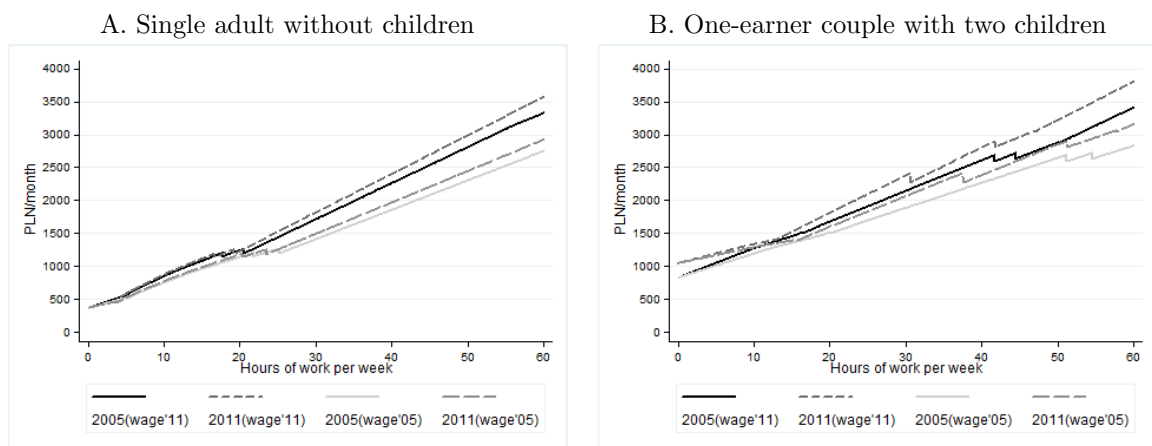 A. Single adult without children
PLN/month
4000
3500
3000
2500
2000
1500
1000
500
0
0 10 20 30 40 50 60
Hours of work per week
2005(wage'11) 2011(wage'11) 2005(wage'05) 2011(wage'05)
B. One-earner couple with two children
PLN/month
4000
3500
3000
2500
2000
1500
1000
500
0
0 10 20 30 40 50 60
Hours of work per week
2005(wage'11) 2011(wage'11) 2005(wage'05) 2011(wage'05)